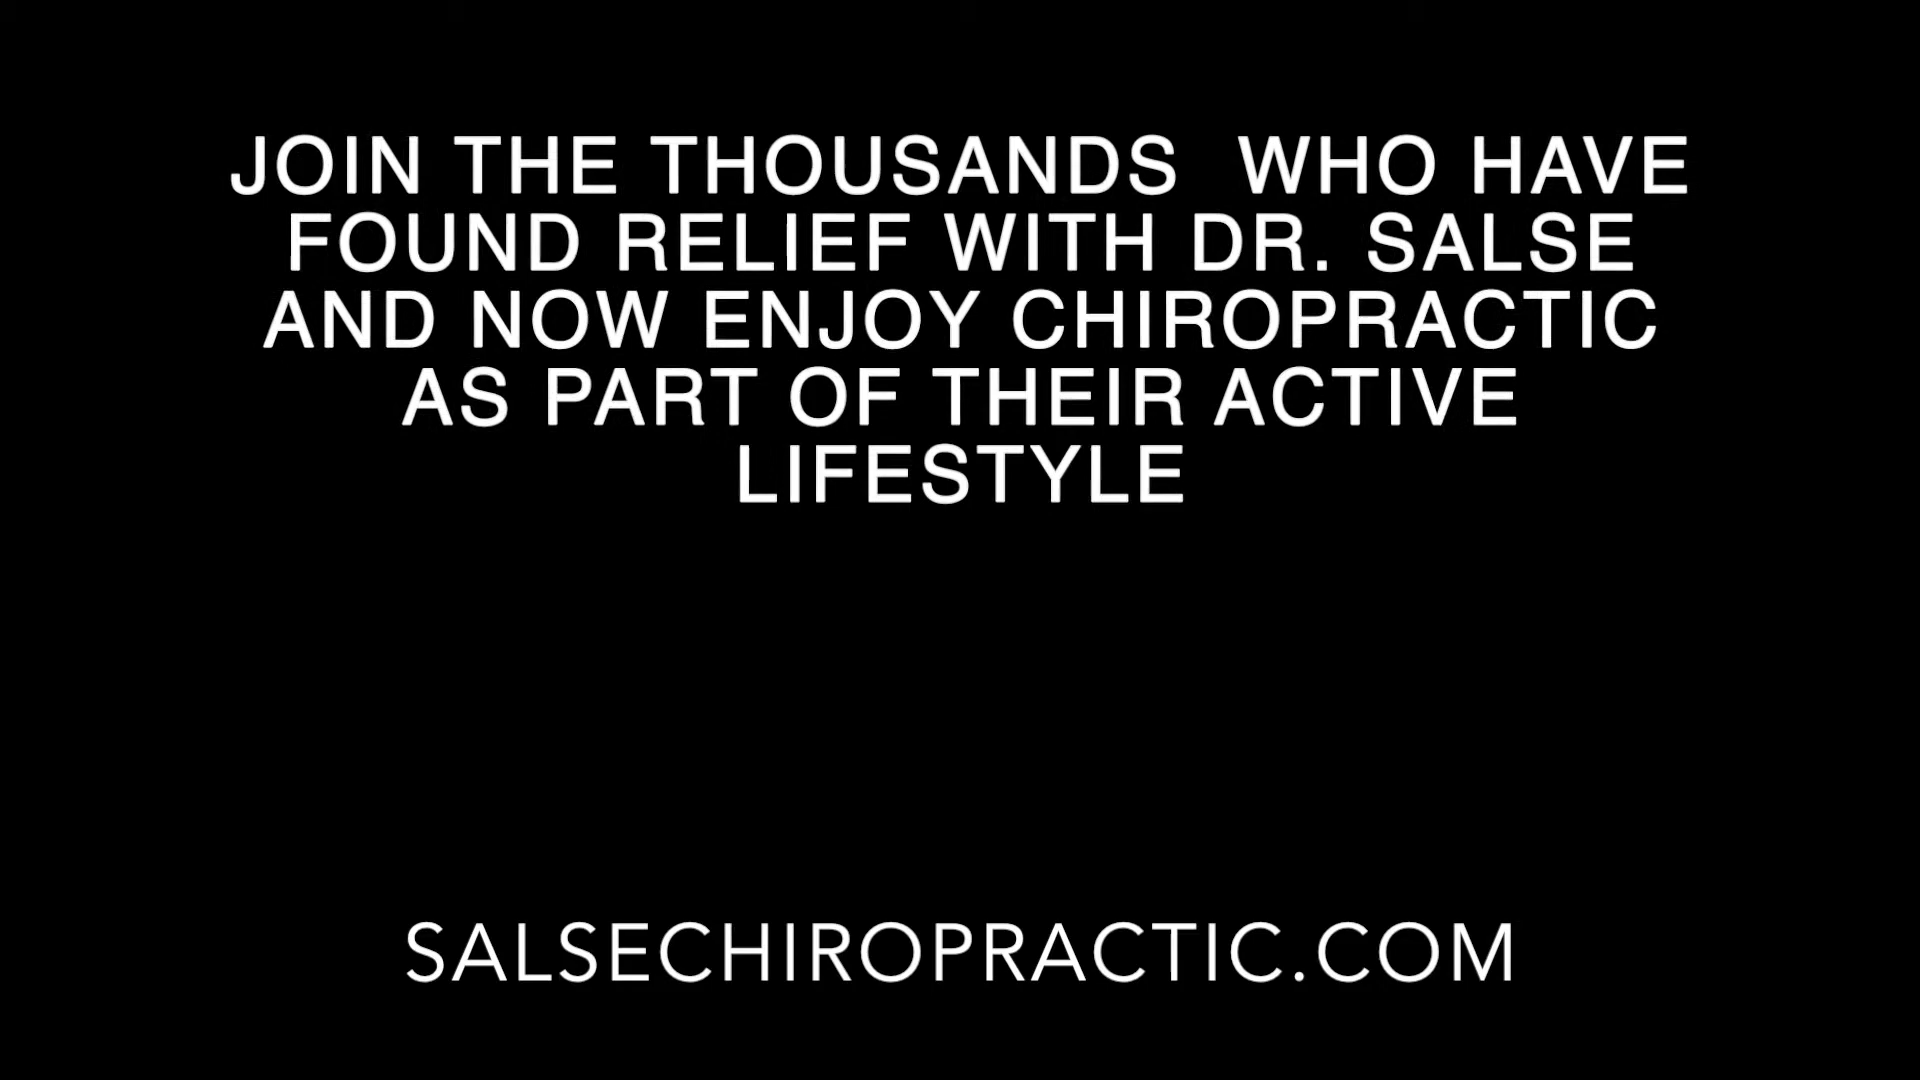 JOIN THE THOUSANDS  WHO HAVE
FOUND RELIEF WITH DR. SALSE
AND NOW ENJOY CHIROPRACTIC
AS PART OF THEIR ACTIVE
LIFESTYLE
SALSECHIROPRACTIC.COM